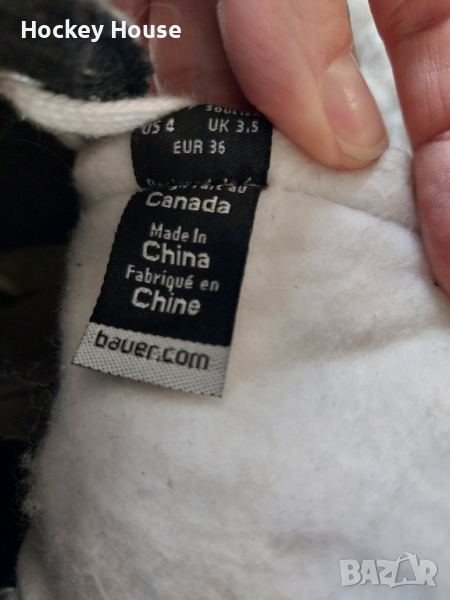 Hockey House
US 4 UK 3.5
EUR 36
Canada
Made In
China
Fabriqué en
Chine
bauer.com
BAZAR